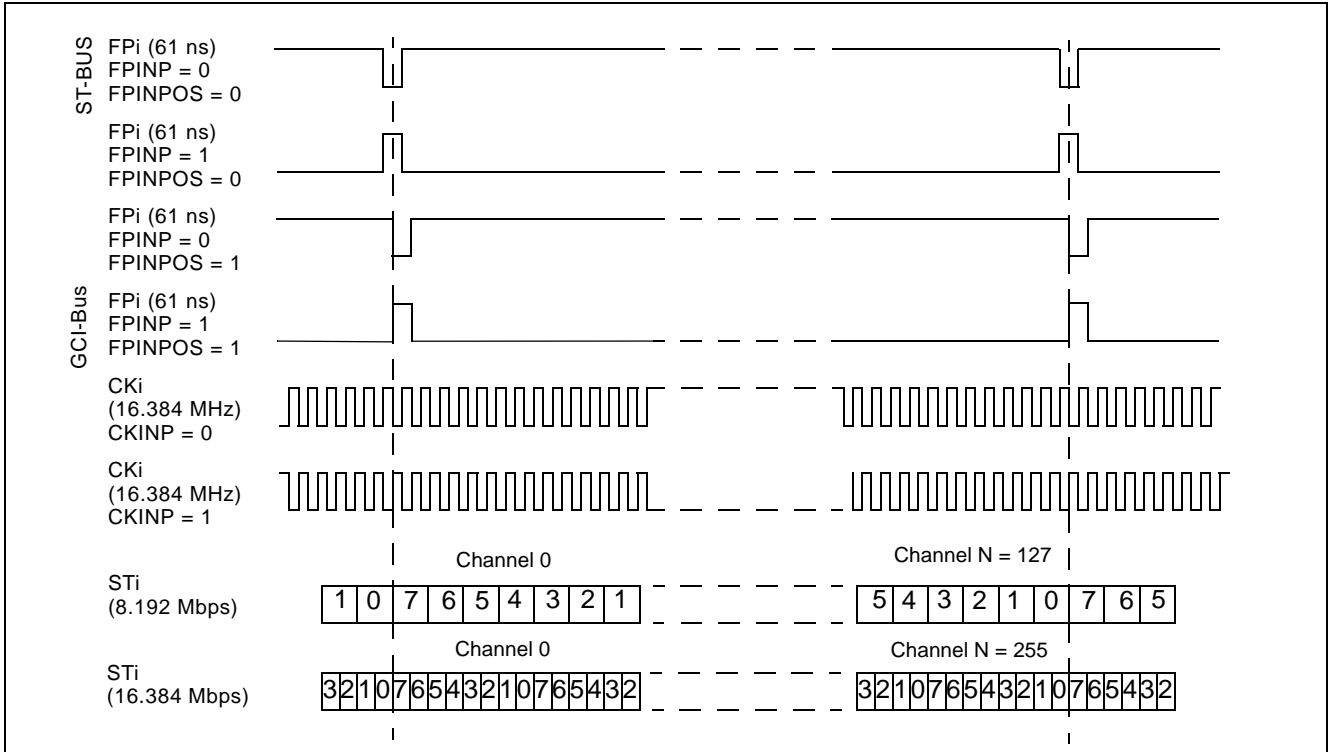 ST-BUS
FPi (61 ns)
FPINP = 0
FPINPOS = 0
FPi (61 ns)
FPINP = 1
FPINPOS = 0
FPi (61 ns)
FPINP = 0
FPINPOS = 1
GCI-Bus
FPi (61 ns)
FPINP = 1
FPINPOS = 1
CKi
(16.384 MHz)
CKINP = 0
CKi
(16.384 MHz)
CKINP = 1
Channel 0
Channel N = 127
STi
(8.192 Mbps)
1 0 7 6 5 4 3 2 1
5 4 3 2 1 0 7 6 5
Channel 0
Channel N = 255
STi
(16.384 Mbps)
3 2 1 0 7 6 5 4 3 2 1 0 7 6 5 4 3 2
3 2 1 0 7 6 5 4 3 2 1 0 7 6 5 4 3 2